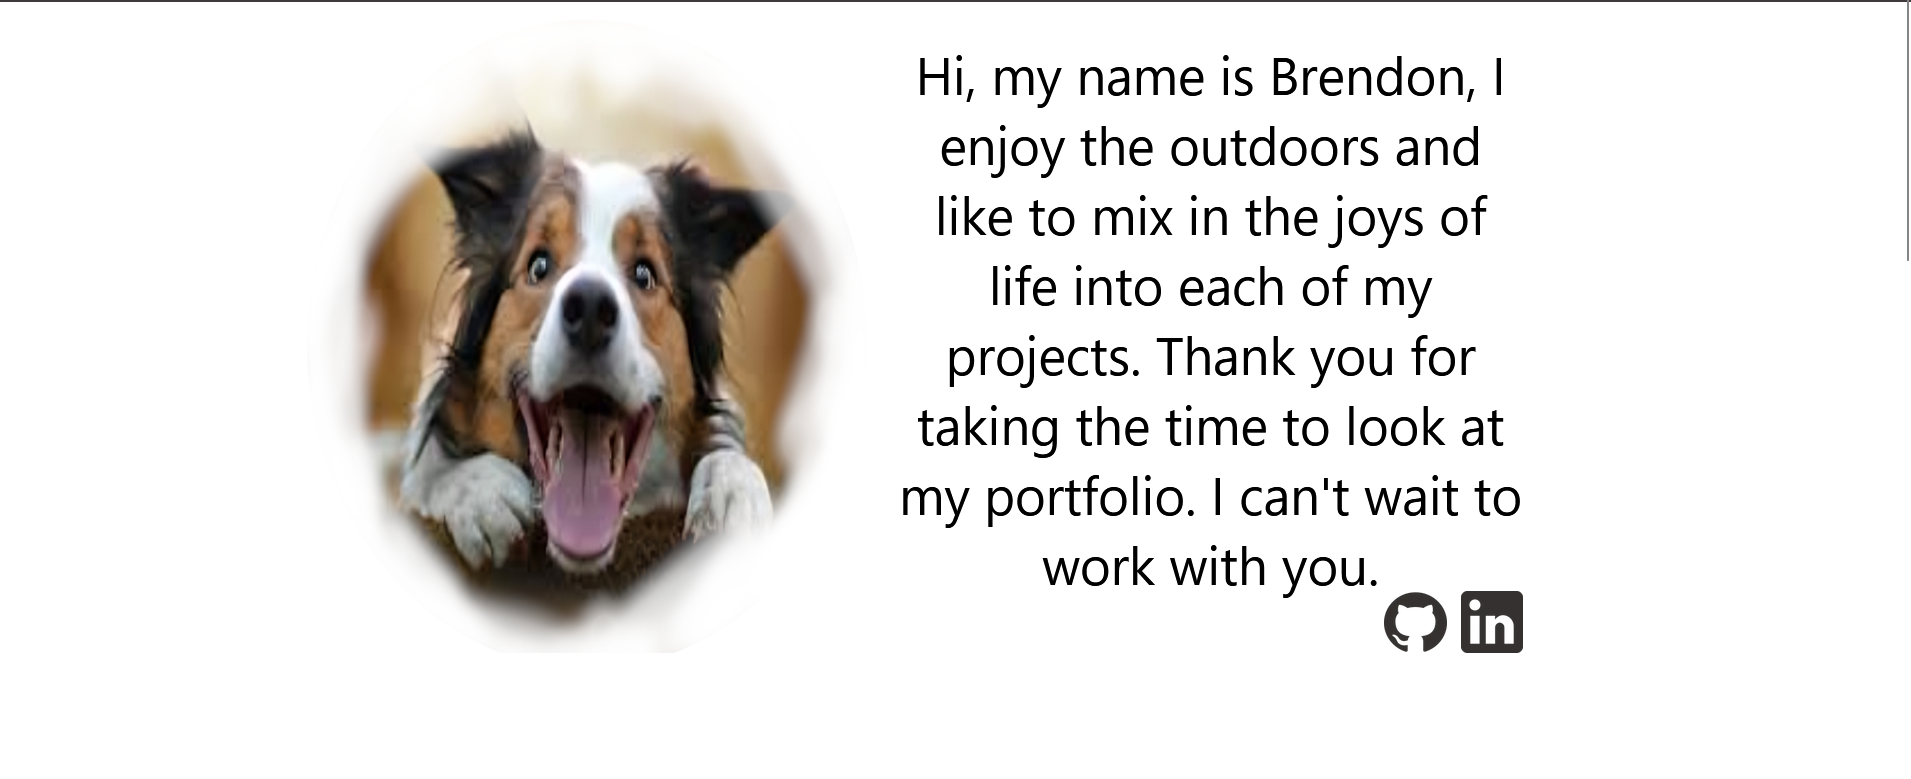 Hi, my name is Brendon, I
enjoy the outdoors and
like to mix in the joys of
life into each of my
projects. Thank you for
taking the time to look at
my portfolio. I can't wait to
work with you.
in